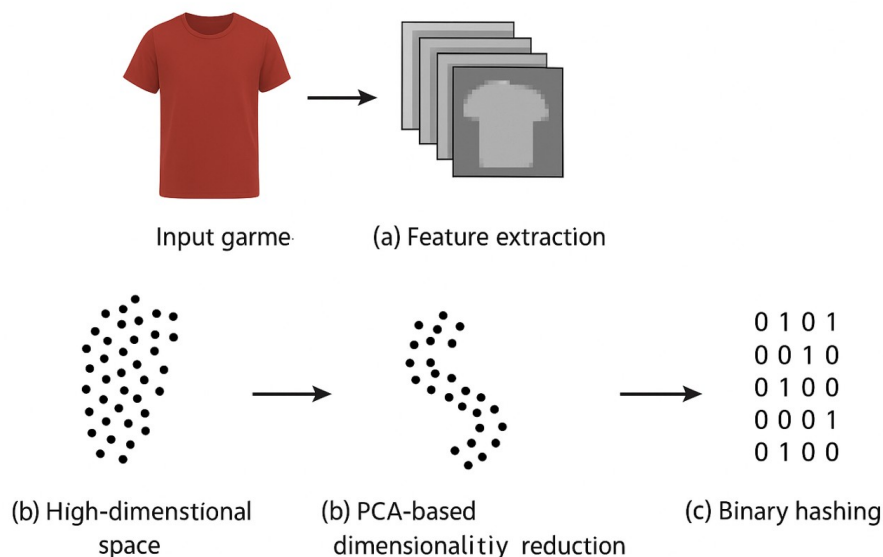 Input garme
(a) Feature extraction
0 1 0 1
0 0 1 0
0 1 0 0
0 0 0 1
0 1 0 0
(b) High-dimenstional
space
(b) PCA-based
dimensionalitiy reduction
(c) Binary hashing